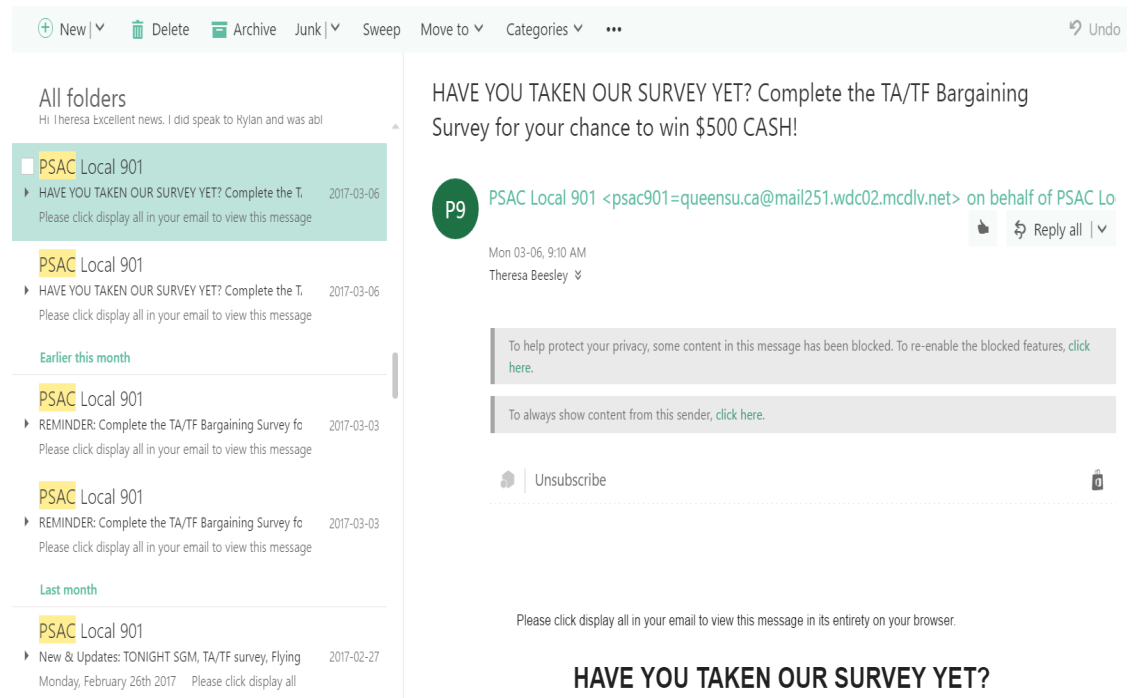 New
Delete
Archive
Junk
Sweep
Move to
Categories
•••
Undo
All folders
Hi Theresa Excellent news. I did speak to Rylan and was abl
PSAC Local 901
HAVE YOU TAKEN OUR SURVEY YET? Complete the T. 2017-03-06
Please click display all in your email to view this message
PSAC Local 901
HAVE YOU TAKEN OUR SURVEY YET? Complete the T. 2017-03-06
Please click display all in your email to view this message
Earlier this month
PSAC Local 901
REMINDER: Complete the TA/TF Bargaining Survey fo 2017-03-03
Please click display all in your email to view this message
PSAC Local 901
REMINDER: Complete the TA/TF Bargaining Survey fo 2017-03-03
Please click display all in your email to view this message
Last month
PSAC Local 901
New & Updates: TONIGHT SGM, TA/TF survey, Flying 2017-02-27
Monday, February 26th 2017 Please click display all
HAVE YOU TAKEN OUR SURVEY YET? Complete the TA/TF Bargaining
Survey for your chance to win $500 CASH!
P9
PSAC Local 901 <psac901=queensu.ca@mail251.wdc02.mcdlv.net> on behalf of PSAC Lo
Reply all
Mon 03-06, 9:10 AM
Theresa Beesley
To help protect your privacy, some content in this message has been blocked. To re-enable the blocked features, click
here.
To always show content from this sender, click here.
Unsubscribe
Please click display all in your email to view this message in its entirety on your browser.
HAVE YOU TAKEN OUR SURVEY YET?